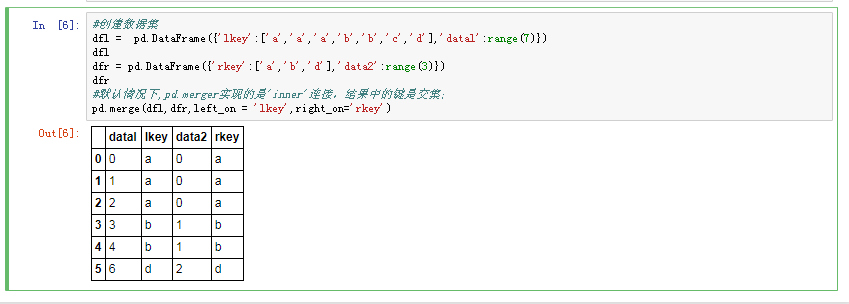 In [6]:
#创建数据集
dfl = pd.DataFrame({'lkey':['a','a','a','b','b','c','d'],'datal':range(7)})
dfl
dfr = pd.DataFrame({'rkey':['a','b','d'],'data2':range(3)})
dfr
#默认情况下,pd.merger实现的是'inner'连接，结果中的键是交集;
pd.merge(dfl,dfr,left_on = 'lkey',right_on='rkey')
Out[6]:
datal lkey data2 rkey
0 0 a 0 a
1 1 a 0 a
2 2 a 0 a
3 3 b 1 b
4 4 b 1 b
5 6 d 2 d